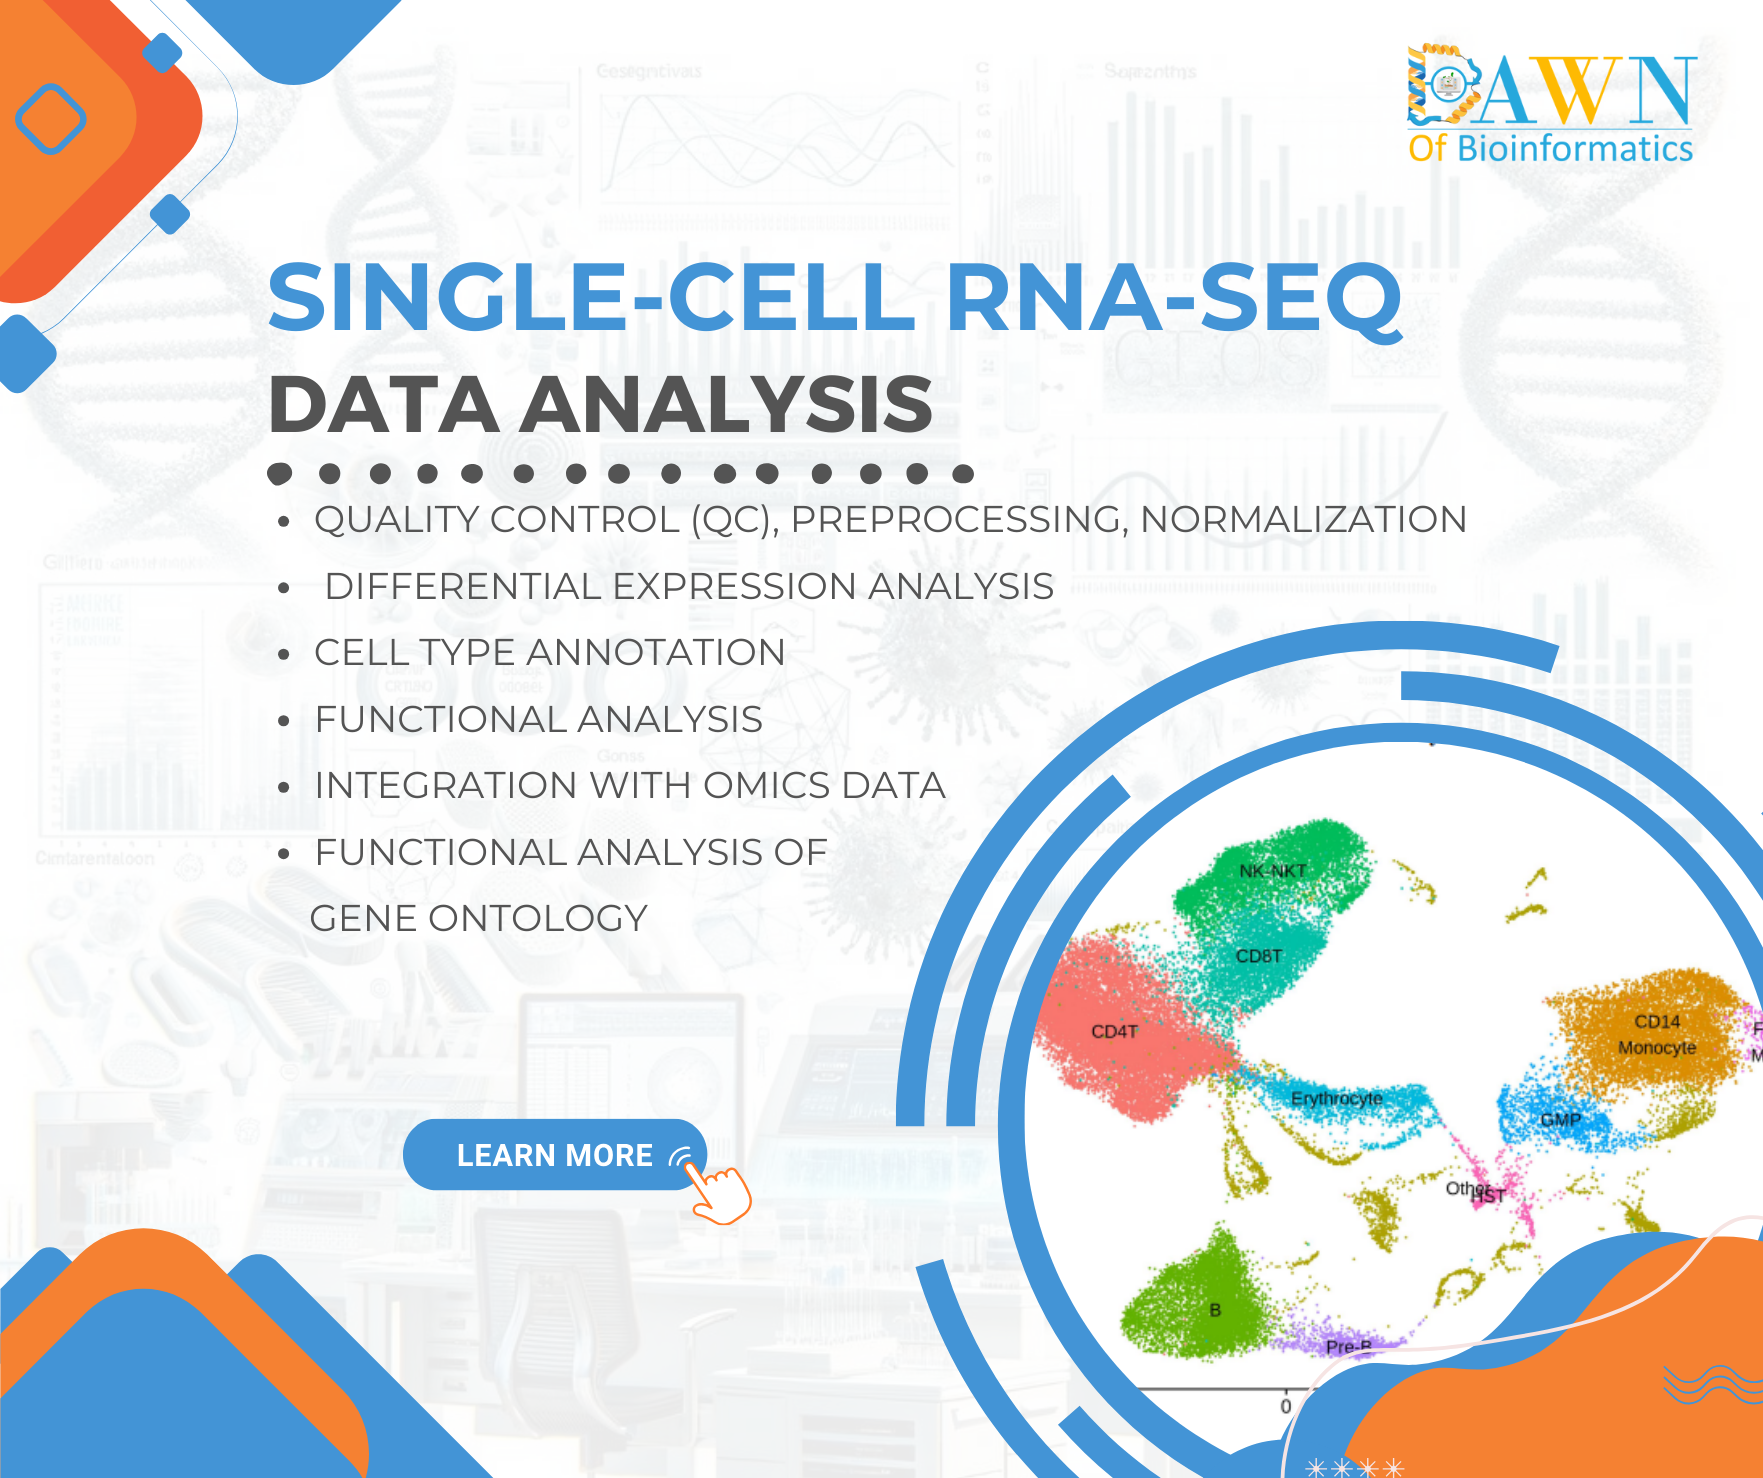 DAWN
Of Bioinformatics
SINGLE-CELL RNA-SEQ
DATA ANALYSIS
• QUALITY CONTROL (QC), PREPROCESSING, NORMALIZATION
• DIFFERENTIAL EXPRESSION ANALYSIS
• CELL TYPE ANNOTATION
• FUNCTIONAL ANALYSIS
• INTEGRATION WITH OMICS DATA
• FUNCTIONAL ANALYSIS OF
GENE ONTOLOGY
LEARN MORE
NK-NKT
CD8T
CD4T
CD14
Monocyte
F
M
Erythrocyte
GMP
Other
HST
B
Pre-B
0